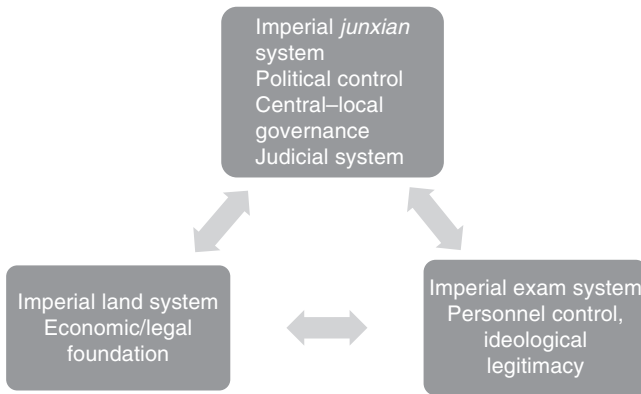 Imperial junxian
system
Political control
Central–local
governance
Judicial system
Imperial land system
Economic/legal
foundation
Imperial exam system
Personnel control,
ideological
legitimacy